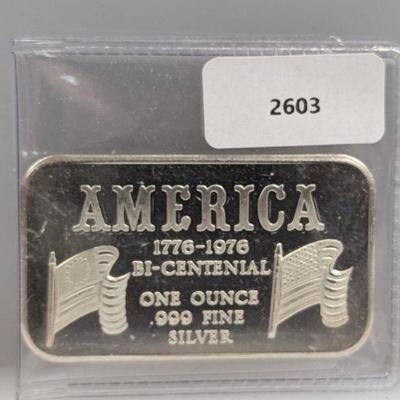 2603
AMERICA
1776-1976
BI-CENTENIAL
ONE OUNCE
999 FINE
SILVER